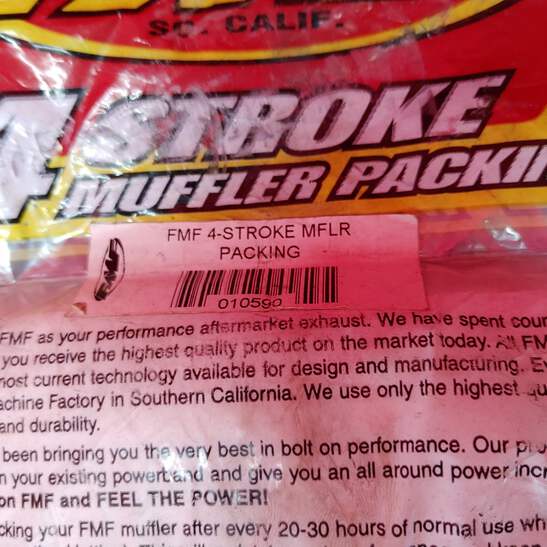 SO. CALIF.
4 STROKE
MUFFLER PACKIN
FMF 4-STROKE MFLR
PACKING
FMF
010590
FMF as your performance aftermarket exhaust. We have spent cour
you receive the highest quality product on the market today. All FM
most current technology available for design and manufacturing. Ev
achine Factory in Southern California. We use only the highest qu
and durability.
been bringing you the very best in bolt on performance. Our pro
n your existing powerband and give you an all around power incr
on FMF and FEEL THE POWER!
cking your FMF muffler after every 20-30 hours of normal use wh